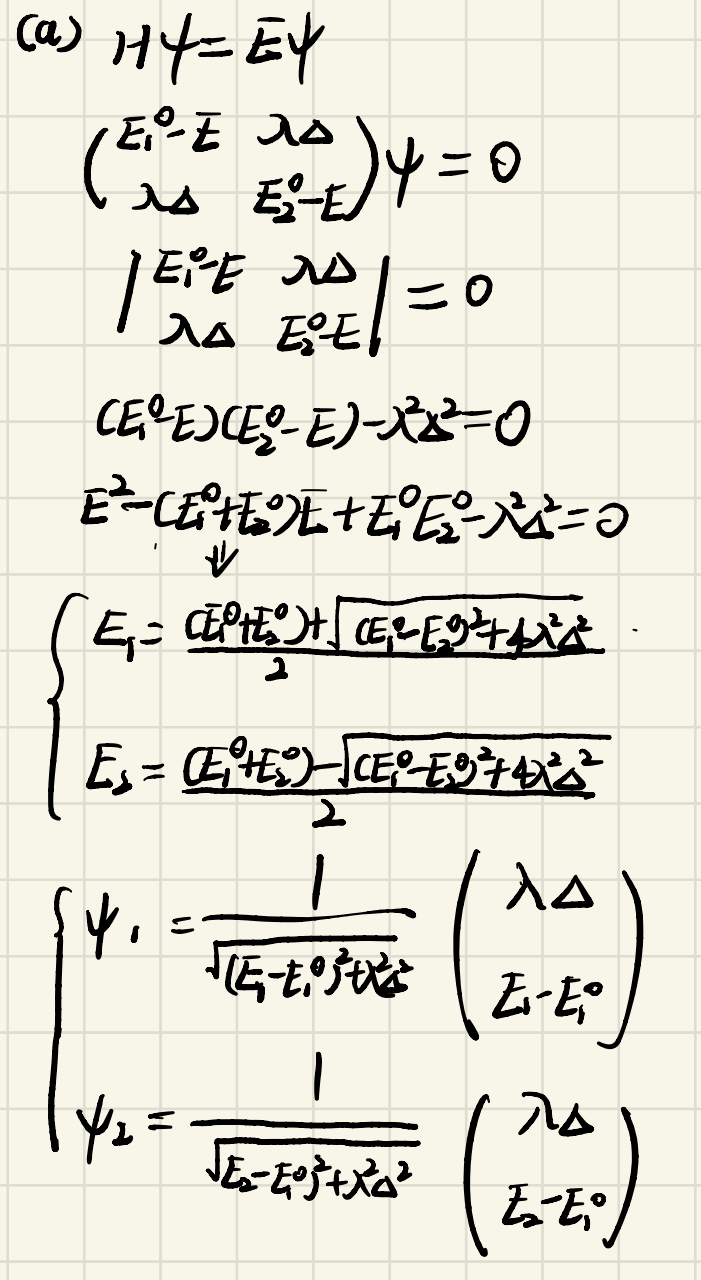 (a) Hψ = Eψ
(E₁⁰-E λΔ
λΔ E₂⁰-E) ψ = 0
|E₁⁰-E λΔ
λΔ E₂⁰-E| = 0
(E₁⁰-E)(E₂⁰-E)-λ²Δ²=0
E²-(E₁⁰+E₂⁰)E+E₁⁰E₂⁰-λ²Δ²=0
⇓
E₁ = ((E₁⁰+E₂⁰)+√((E₁⁰-E₂⁰)²+4λ²Δ²))/2
E₂ = ((E₁⁰+E₂⁰)-√((E₁⁰-E₂⁰)²+4λ²Δ²))/2
ψ₁ = 1/√((E₁-E₁⁰)²+λ²Δ²) (λΔ
E₁-E₁⁰)
ψ₂ = 1/√(E₂-E₁⁰)²+λ²Δ² (λΔ
E₂-E₁⁰)